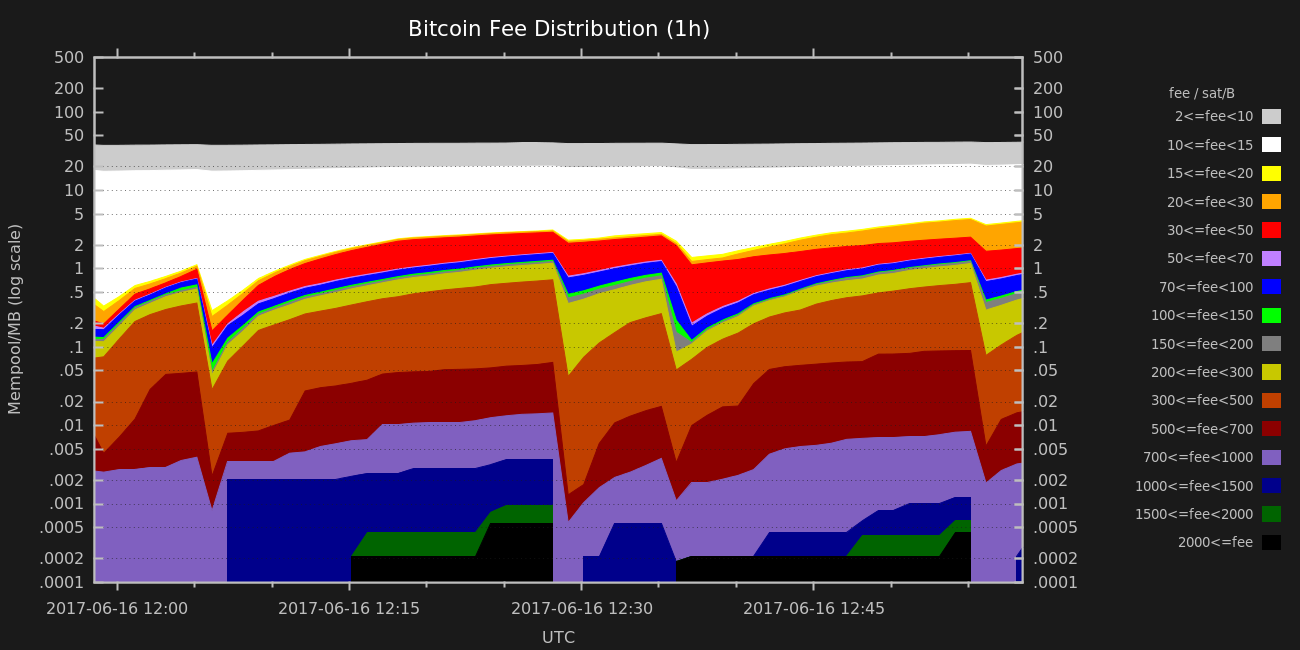 Bitcoin Fee Distribution (1h)
Mempool/MB (log scale)
500
200
100
50
20
10
5
2
1
.5
.2
.1
.05
.02
.01
.005
.002
.001
.0005
.0002
.0001
500
200
100
50
20
10
5
2
1
.5
.2
.1
.05
.02
.01
.005
.002
.001
.0005
.0002
.0001
2017-06-16 12:00
2017-06-16 12:15
2017-06-16 12:30
2017-06-16 12:45
UTC
fee / sat/B
2<=fee<10
10<=fee<15
15<=fee<20
20<=fee<30
30<=fee<50
50<=fee<70
70<=fee<100
100<=fee<150
150<=fee<200
200<=fee<300
300<=fee<500
500<=fee<700
700<=fee<1000
1000<=fee<1500
1500<=fee<2000
2000<=fee